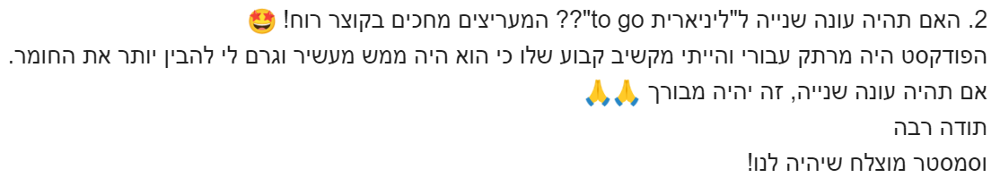 2. האם תהיה עונה שנייה ל"ליניארית to go"?? המעריצים מחכים בקוצר רוח! 🤩
הפודקסט היה מרתק עבורי והייתי מקשיב קבוע שלו כי הוא היה ממש מעשיר וגרם לי להבין יותר את החומר.
אם תהיה עונה שנייה, זה יהיה מבורך 🙏🙏
תודה רבה
וסמסטר מוצלח שיהיה לנו!